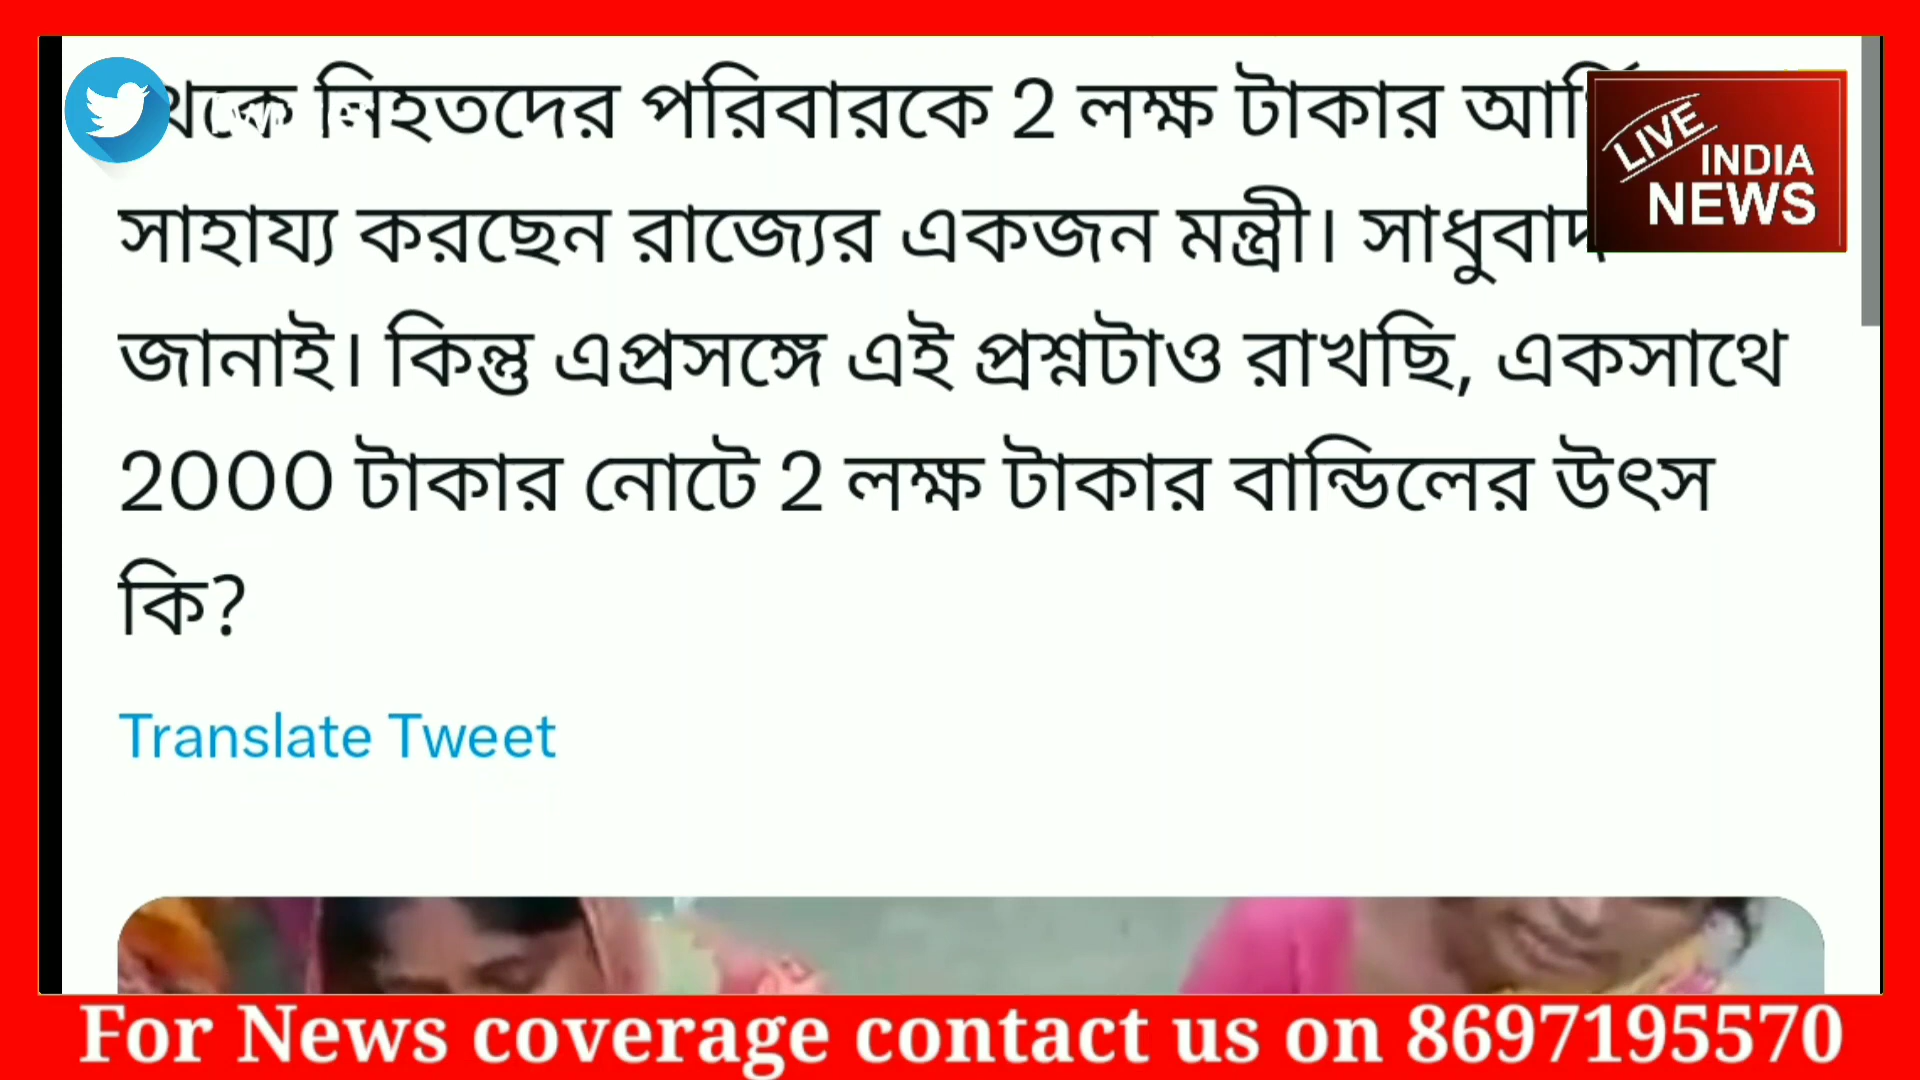 থেকে নিহতদের পরিবারকে 2 লক্ষ টাকার
সাহায্য করছেন রাজ্যের একজন মন্ত্রী। সাধুবাদ
জানাই। কিন্তু এপ্রসঙ্গে এই প্রশ্নটাও রাখছি, একসাথে
2000 টাকার নোটে 2 লক্ষ টাকার বান্ডিলের উৎস
কি?
Translate Tweet
LIVE
INDIA
NEWS
For News coverage contact us on 8697195570